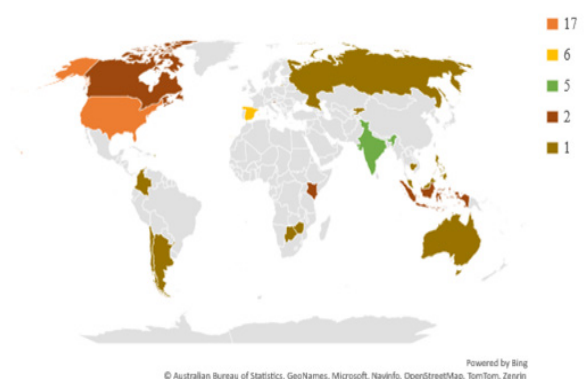 17
6
5
2
1
Powered by Bing
© Australian Bureau of Statistics, GeoNames, Microsoft, Navinfo, OpenStreetMap, TomTom, Zenrin